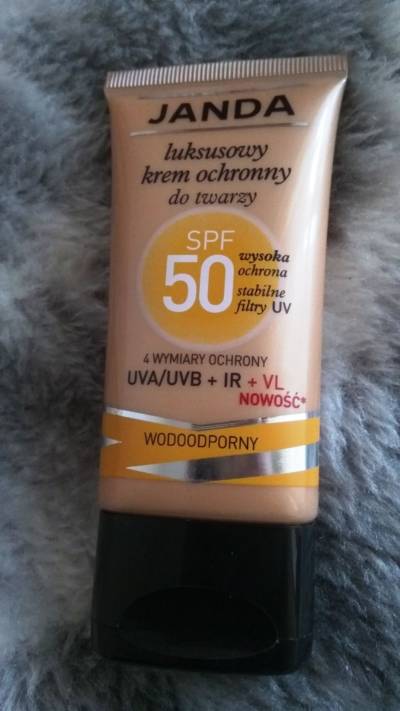 JANDA
luksusowy
krem ochronny
do twarzy
SPF
50
wysoka
ochrona
stabilne
filtry UV
4 WYMIARY OCHRONY
UVA/UVB + IR + VL
NOWOŚĆ*
WODOODPORNY